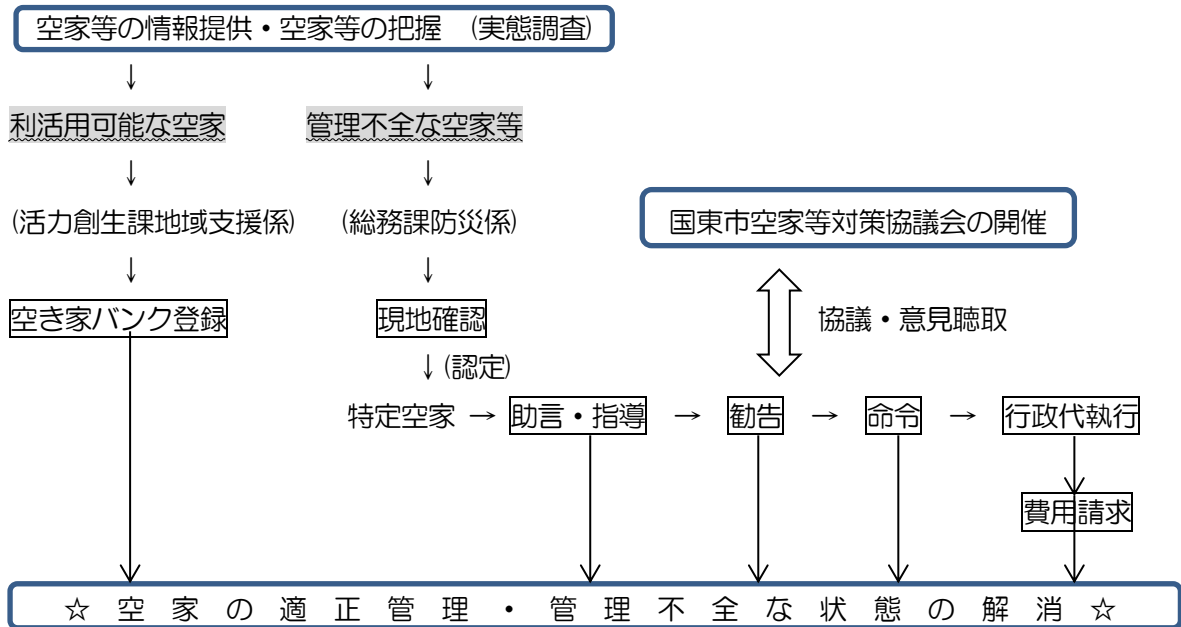 空家等の情報提供・空家等の把握 (実態調査)
↓ ↓
利活用可能な空家 管理不全な空家等
↓ ↓
(活力創生課地域支援係) (総務課防災係)
国東市空家等対策協議会の開催
↓ ↓
空き家バンク登録 現地確認
協議・意見聴取
↓(認定)
特定空家 → 助言・指導 → 勧告 → 命令 → 行政代執行
費用請求
☆空家の適正管理・管理不全な状態の解消☆